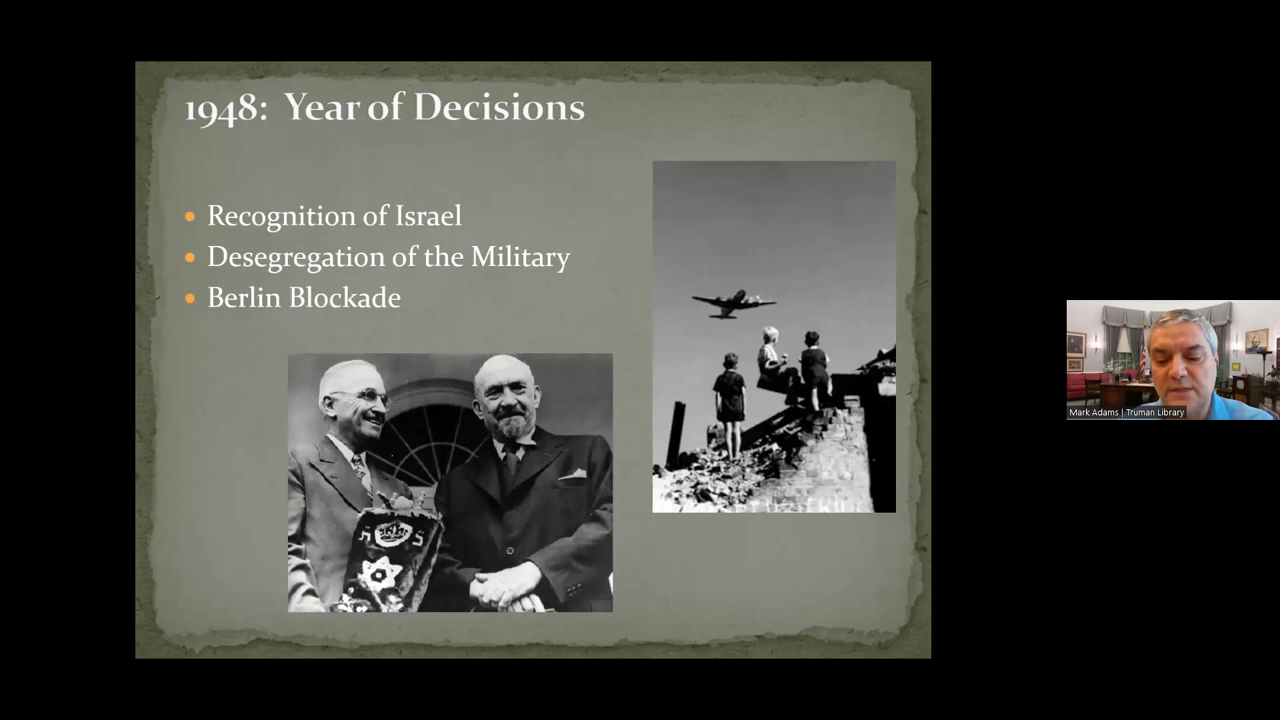 1948: Year of Decisions
Recognition of Israel
Desegregation of the Military
Berlin Blockade
Mark Adams | Truman Library